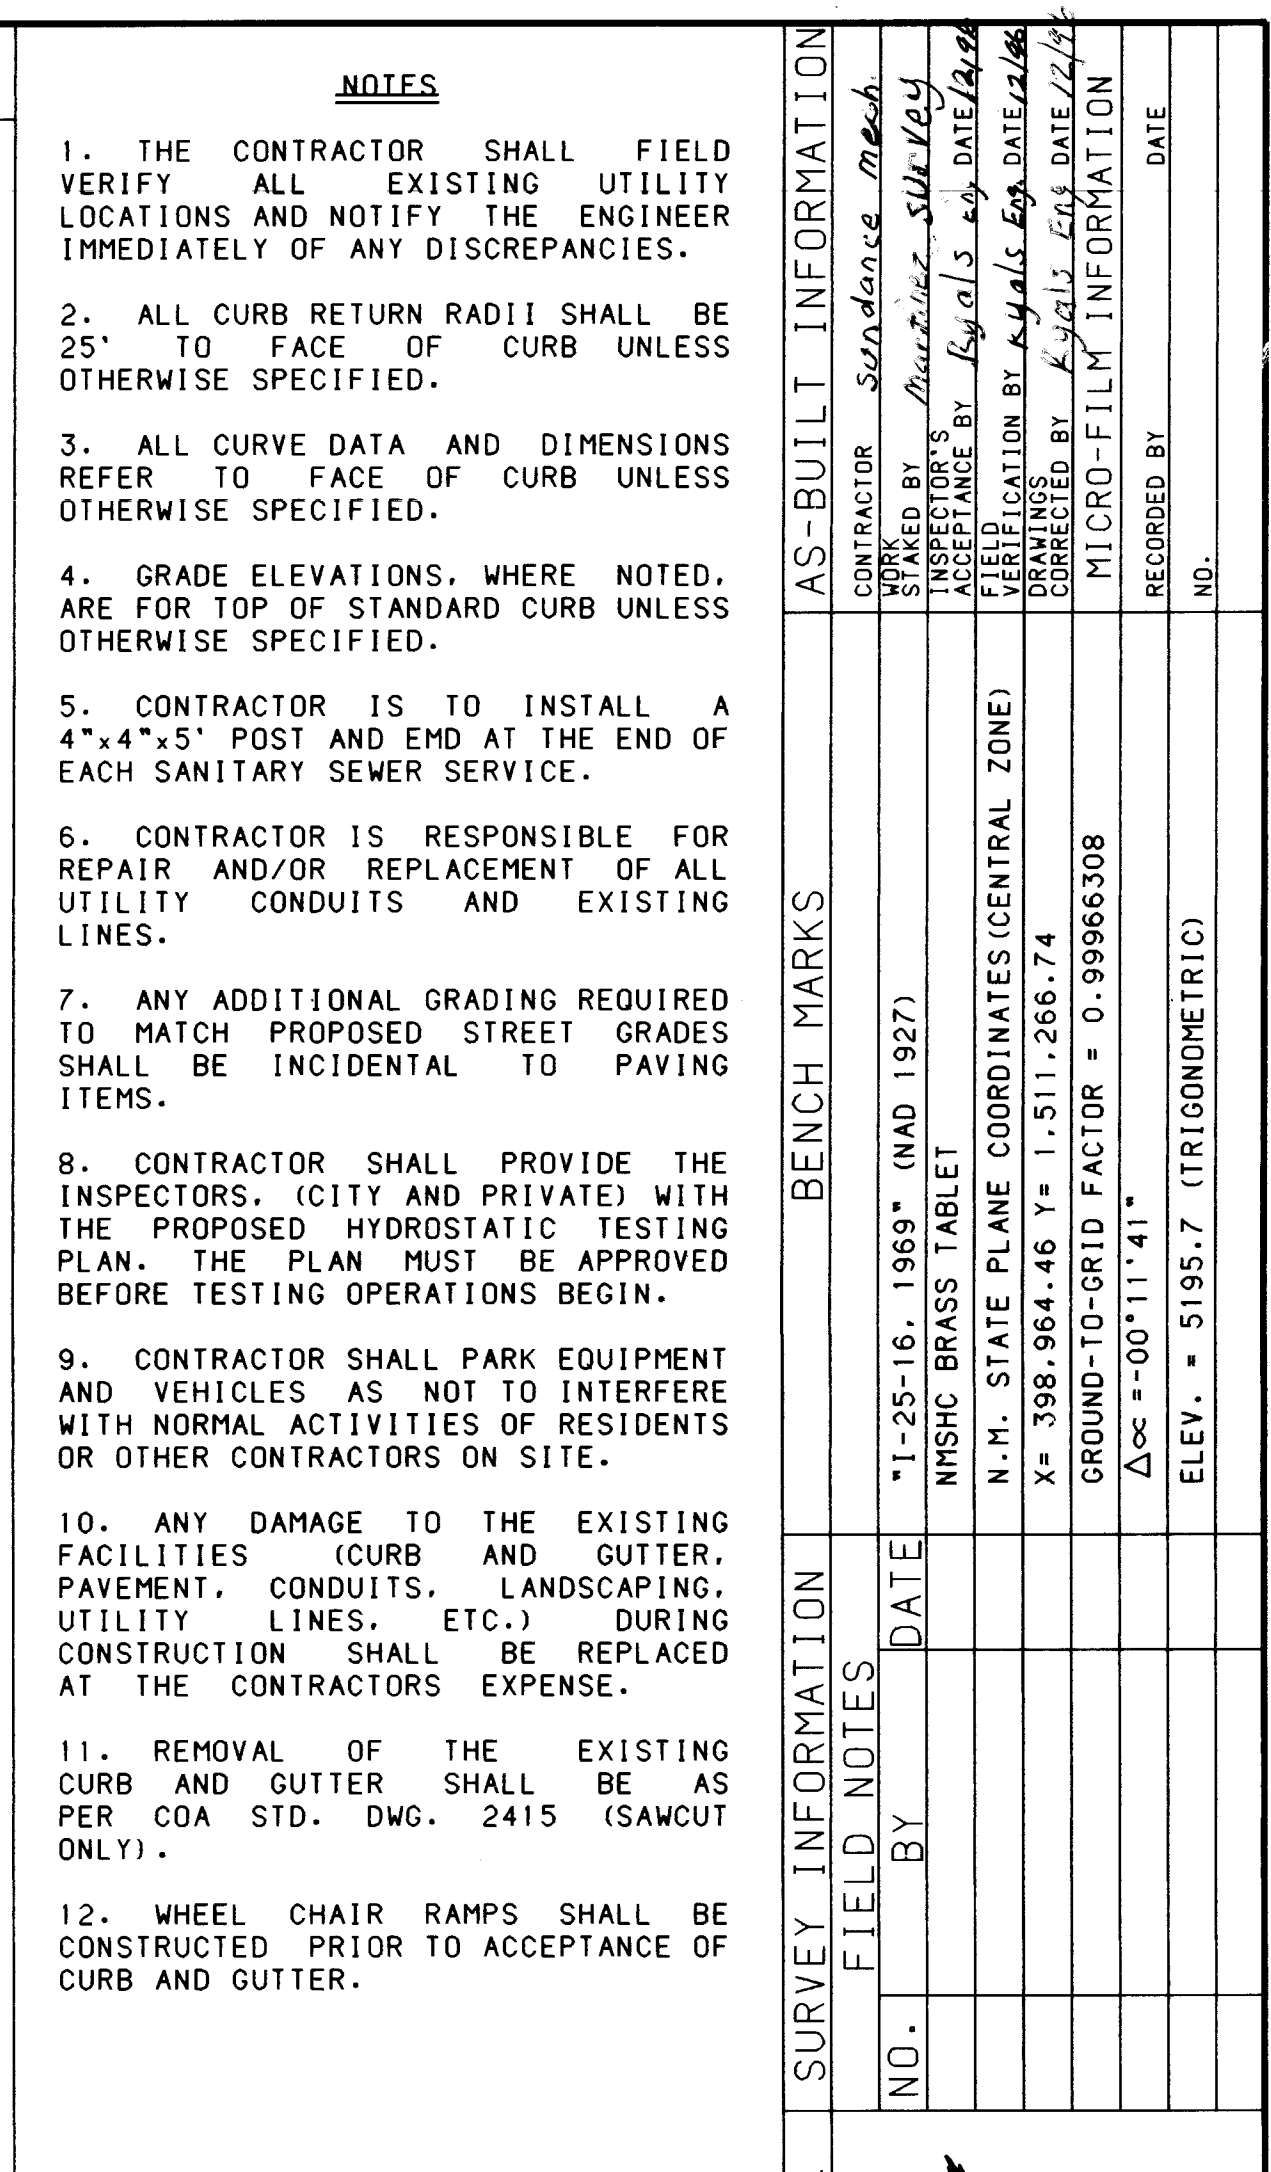 NOTES
1. THE CONTRACTOR SHALL FIELD
VERIFY ALL EXISTING UTILITY
LOCATIONS AND NOTIFY THE ENGINEER
IMMEDIATELY OF ANY DISCREPANCIES.
2. ALL CURB RETURN RADII SHALL BE
25' TO FACE OF CURB UNLESS
OTHERWISE SPECIFIED.
3. ALL CURVE DATA AND DIMENSIONS
REFER TO FACE OF CURB UNLESS
OTHERWISE SPECIFIED.
4. GRADE ELEVATIONS, WHERE NOTED,
ARE FOR TOP OF STANDARD CURB UNLESS
OTHERWISE SPECIFIED.
5. CONTRACTOR IS TO INSTALL A
4"x4"x5' POST AND EMD AT THE END OF
EACH SANITARY SEWER SERVICE.
6. CONTRACTOR IS RESPONSIBLE FOR
REPAIR AND/OR REPLACEMENT OF ALL
UTILITY CONDUITS AND EXISTING
LINES.
7. ANY ADDITIONAL GRADING REQUIRED
TO MATCH PROPOSED STREET GRADES
SHALL BE INCIDENTAL TO PAVING
ITEMS.
8. CONTRACTOR SHALL PROVIDE THE
INSPECTORS, (CITY AND PRIVATE) WITH
THE PROPOSED HYDROSTATIC TESTING
PLAN. THE PLAN MUST BE APPROVED
BEFORE TESTING OPERATIONS BEGIN.
9. CONTRACTOR SHALL PARK EQUIPMENT
AND VEHICLES AS NOT TO INTERFERE
WITH NORMAL ACTIVITIES OF RESIDENTS
OR OTHER CONTRACTORS ON SITE.
10. ANY DAMAGE TO THE EXISTING
FACILITIES (CURB AND GUTTER,
PAVEMENT, CONDUITS, LANDSCAPING,
UTILITY LINES, ETC.) DURING
CONSTRUCTION SHALL BE REPLACED
AT THE CONTRACTORS EXPENSE.
11. REMOVAL OF THE EXISTING
CURB AND GUTTER SHALL BE AS
PER COA STD. DWG. 2415 (SAWCUT
ONLY).
12. WHEEL CHAIR RAMPS SHALL BE
CONSTRUCTED PRIOR TO ACCEPTANCE OF
CURB AND GUTTER.
AS-BUILT INFORMATION
CONTRACTOR sundance mech.
WORK
STAKED BY Martinez survey
INSPECTOR'S
ACCEPTANCE BY Ryals Eng. DATE 12/96
FIELD
VERIFICATION BY Ryals Eng. DATE 12/96
DRAWINGS
CORRECTED BY Ryals Eng DATE 12/96
MICRO-FILM INFORMATION
RECORDED BY DATE
NO.
BENCH MARKS
"I-25-16, 1969" (NAD 1927)
NMSHC BRASS TABLET
N.M. STATE PLANE COORDINATES (CENTRAL ZONE)
X= 398,964.46 Y= 1,511,266.74
GROUND-TO-GRID FACTOR = 0.99966308
Δ∝ =-00°11'41"
ELEV. = 5195.7 (TRIGONOMETRIC)
SURVEY INFORMATION
FIELD NOTES
NO. BY DATE